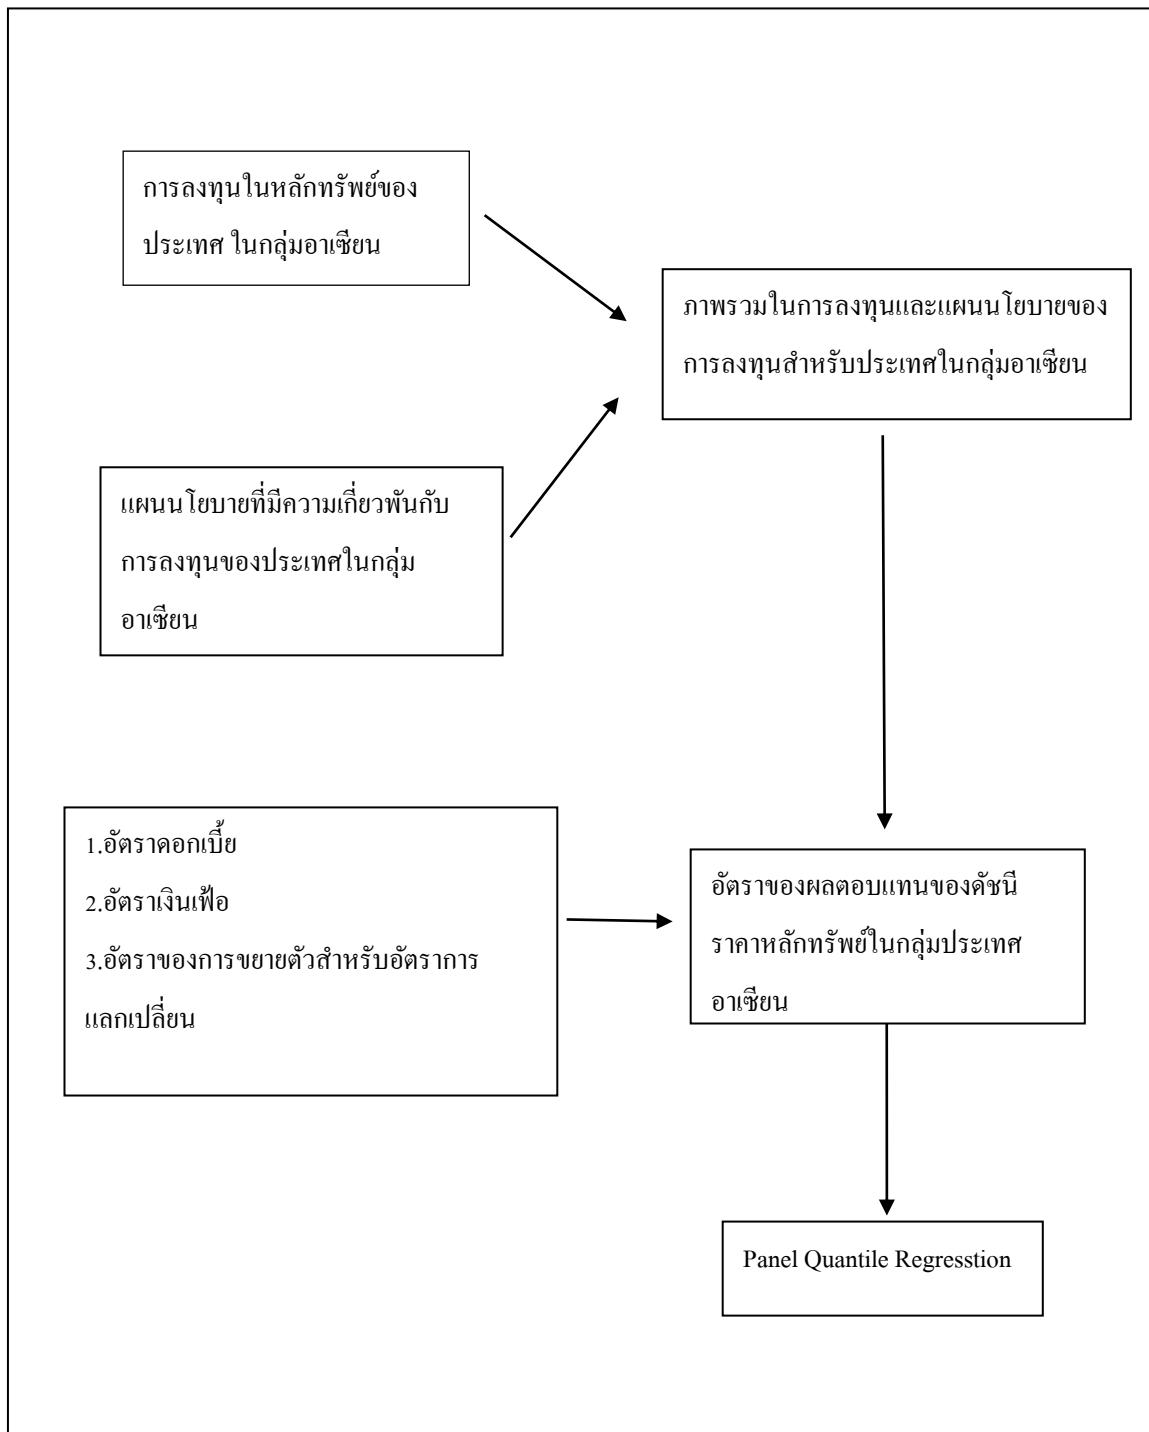 การลงทุนในหลักทรัพย์ของ
ประเทศ ในกลุ่มอาเซียน
ภาพรวมในการลงทุนและแผนนโยบายของ
การลงทุนสำหรับประเทศในกลุ่มอาเซียน
แผนนโยบายที่มีความเกี่ยวพันกับ
การลงทุนของประเทศในกลุ่ม
อาเซียน
1.อัตราดอกเบี้ย
2.อัตราเงินเฟ้อ
3.อัตราของการขยายตัวสำหรับอัตราการ
แลกเปลี่ยน
อัตราของผลตอบแทนของดัชนี
ราคาหลักทรัพย์ในกลุ่มประเทศ
อาเซียน
Panel Quantile Regresstion